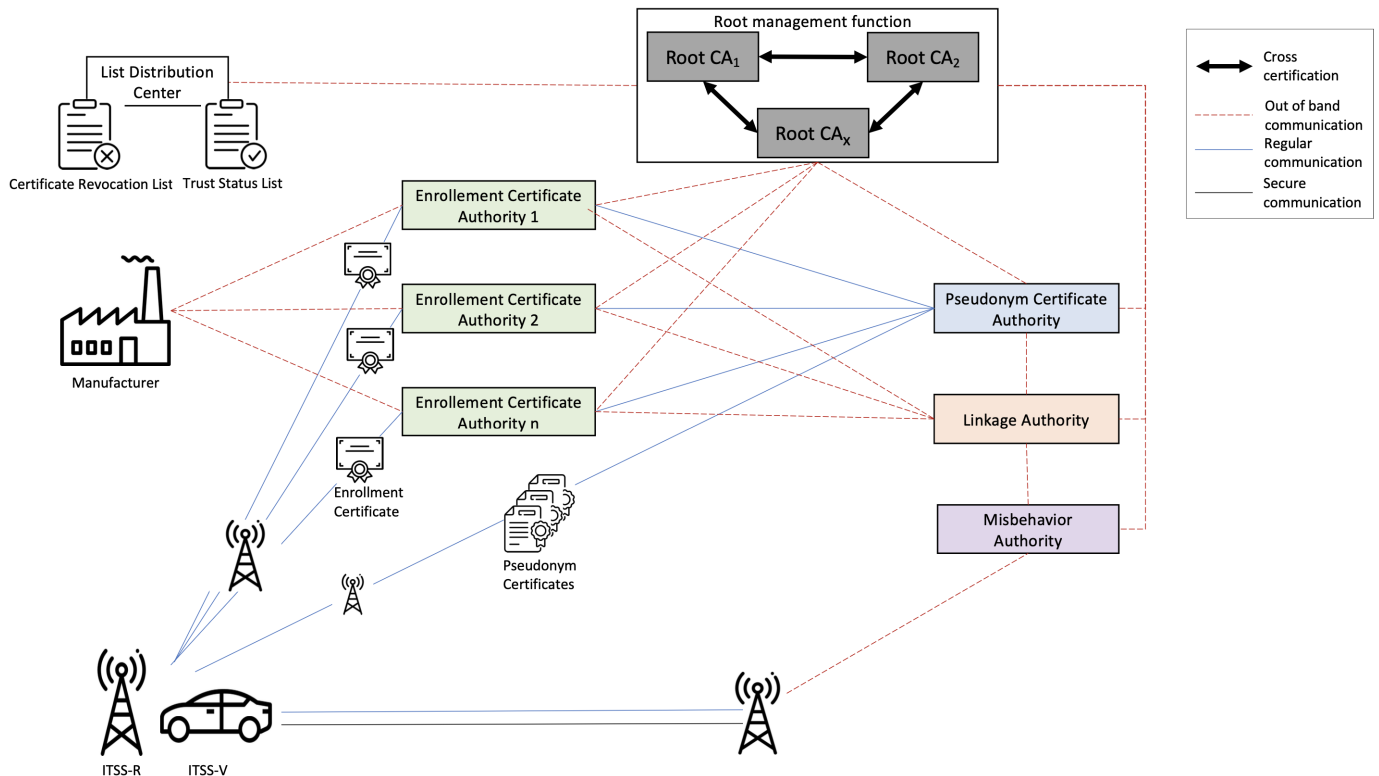 Root management function
Root CA1
Root CA2
Root CAx
List Distribution
Center
Certificate Revocation List
Trust Status List
Cross
certification
Out of band
communication
Regular
communication
Secure
communication
Enrollement Certificate
Authority 1
Enrollement Certificate
Authority 2
Enrollement Certificate
Authority n
Manufacturer
Pseudonym Certificate
Authority
Linkage Authority
Misbehavior
Authority
Enrollment
Certificate
Pseudonym
Certificates
ITSS-R
ITSS-V